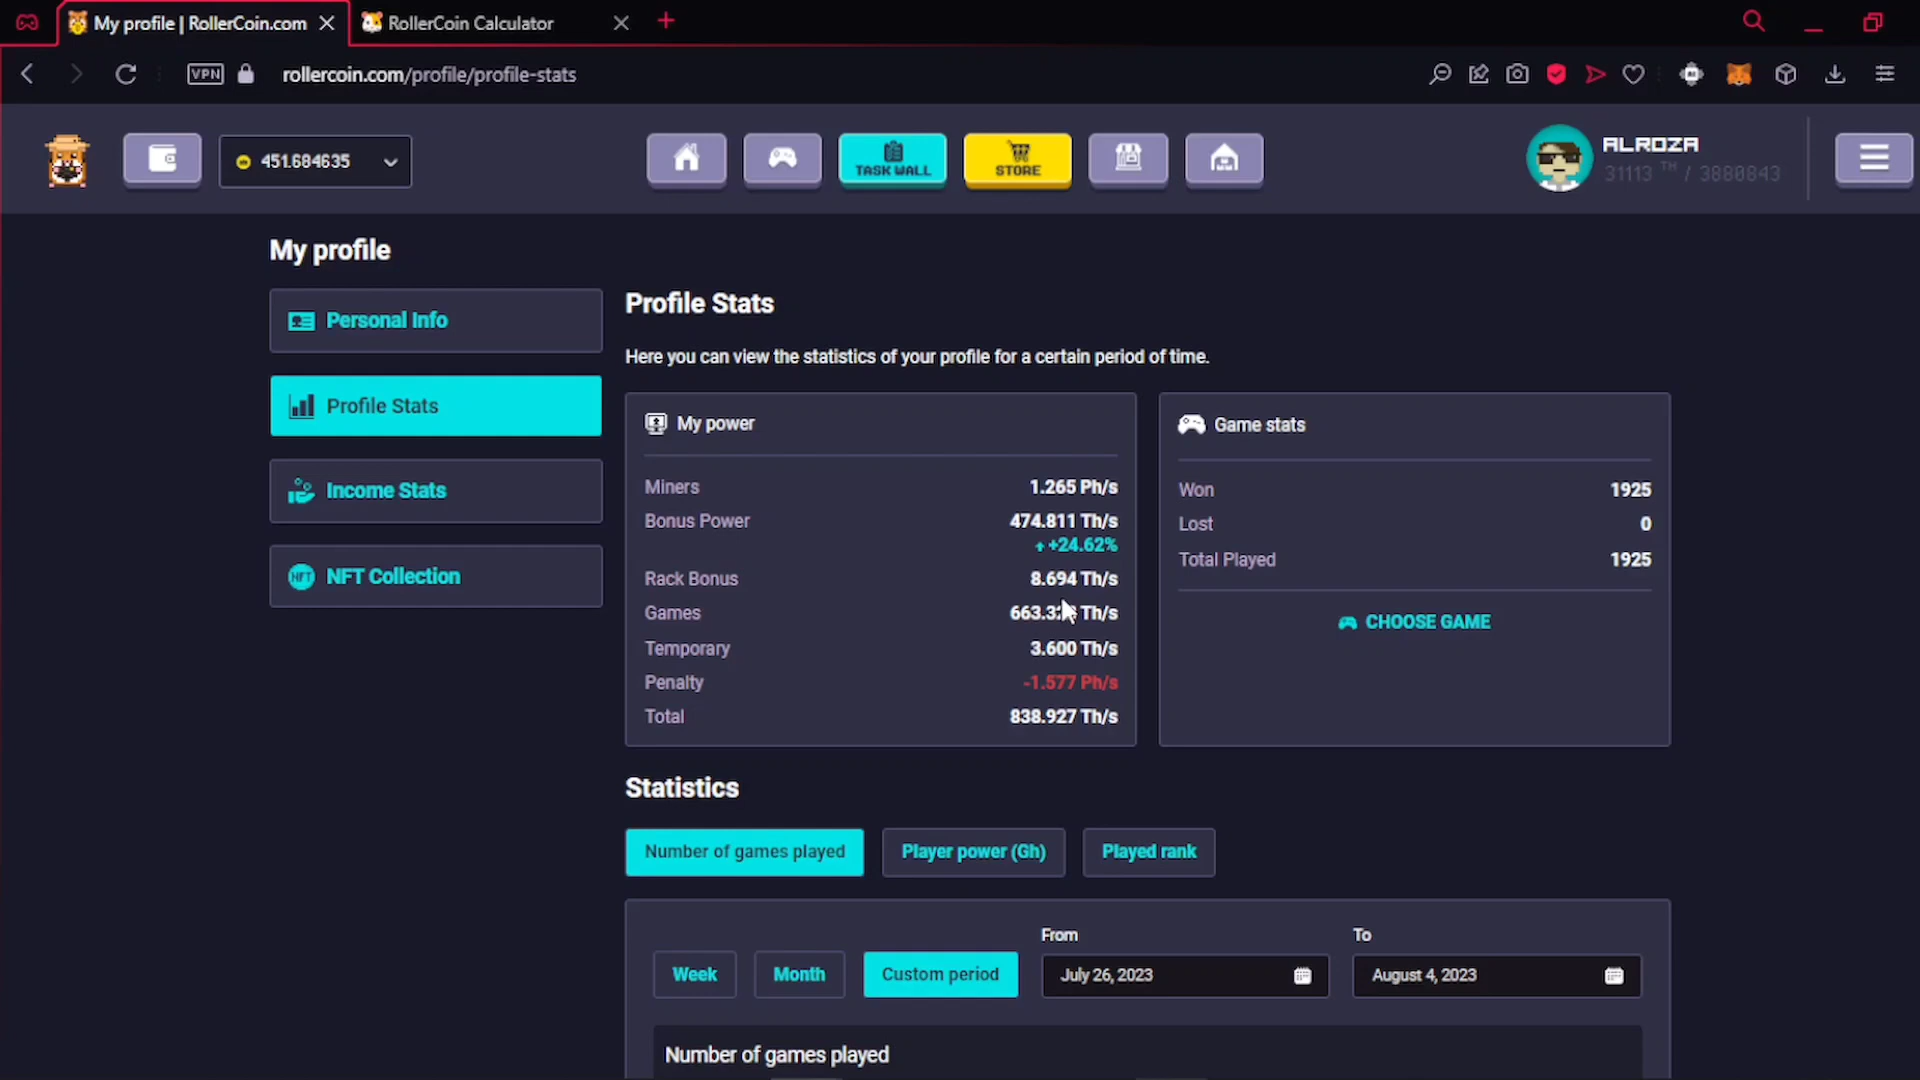 My profile | RollerCoin.com
RollerCoin Calculator
VPN
rollercoin.com/profile/profile-stats
451.684635
TASK WALL
STORE
ALROZA
31113 TH / 3880843
My profile
Personal Info
Profile Stats
Income Stats
NFT Collection
Profile Stats
Here you can view the statistics of your profile for a certain period of time.
My power
Miners 1.265 Ph/s
Bonus Power 474.811 Th/s
+24.62%
Rack Bonus 8.694 Th/s
Games Th/s
Temporary 3.600 Th/s
Penalty -1.577 Ph/s
Total 838.927 Th/s
Game stats
Won 1925
Lost 0
Total Played 1925
CHOOSE GAME
Statistics
Number of games played
Player power (Gh)
Played rank
From
To
Week
Month
Custom period
July 26, 2023
August 4, 2023
Number of games played